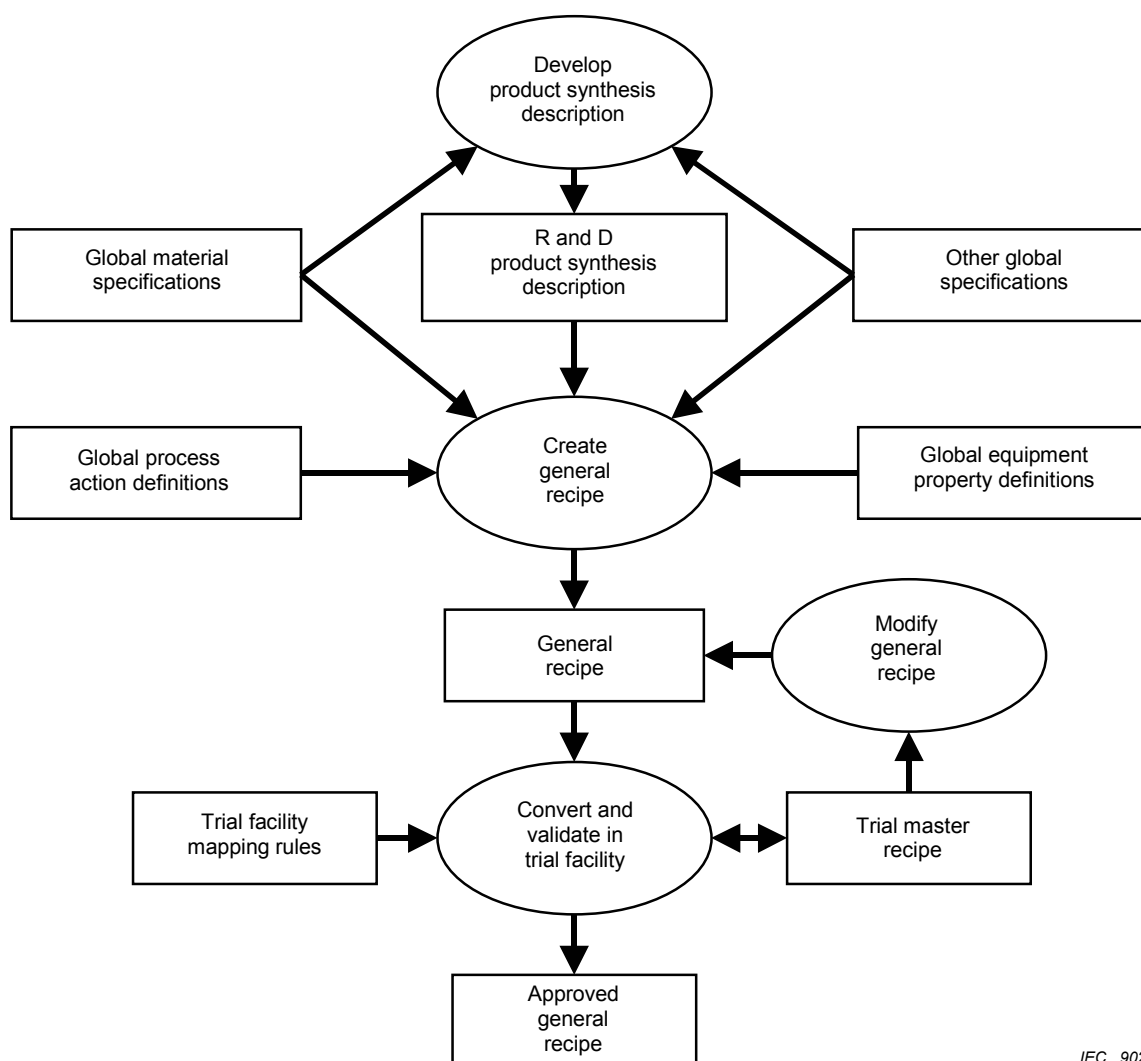 Develop
product synthesis
description
Global material
specifications
R and D
product synthesis
description
Other global
specifications
Global process
action definitions
Create
general
recipe
Global equipment
property definitions
General
recipe
Modify
general
recipe
Trial facility
mapping rules
Convert and
validate in
trial facility
Trial master
recipe
Approved
general
recipe
IEC 902